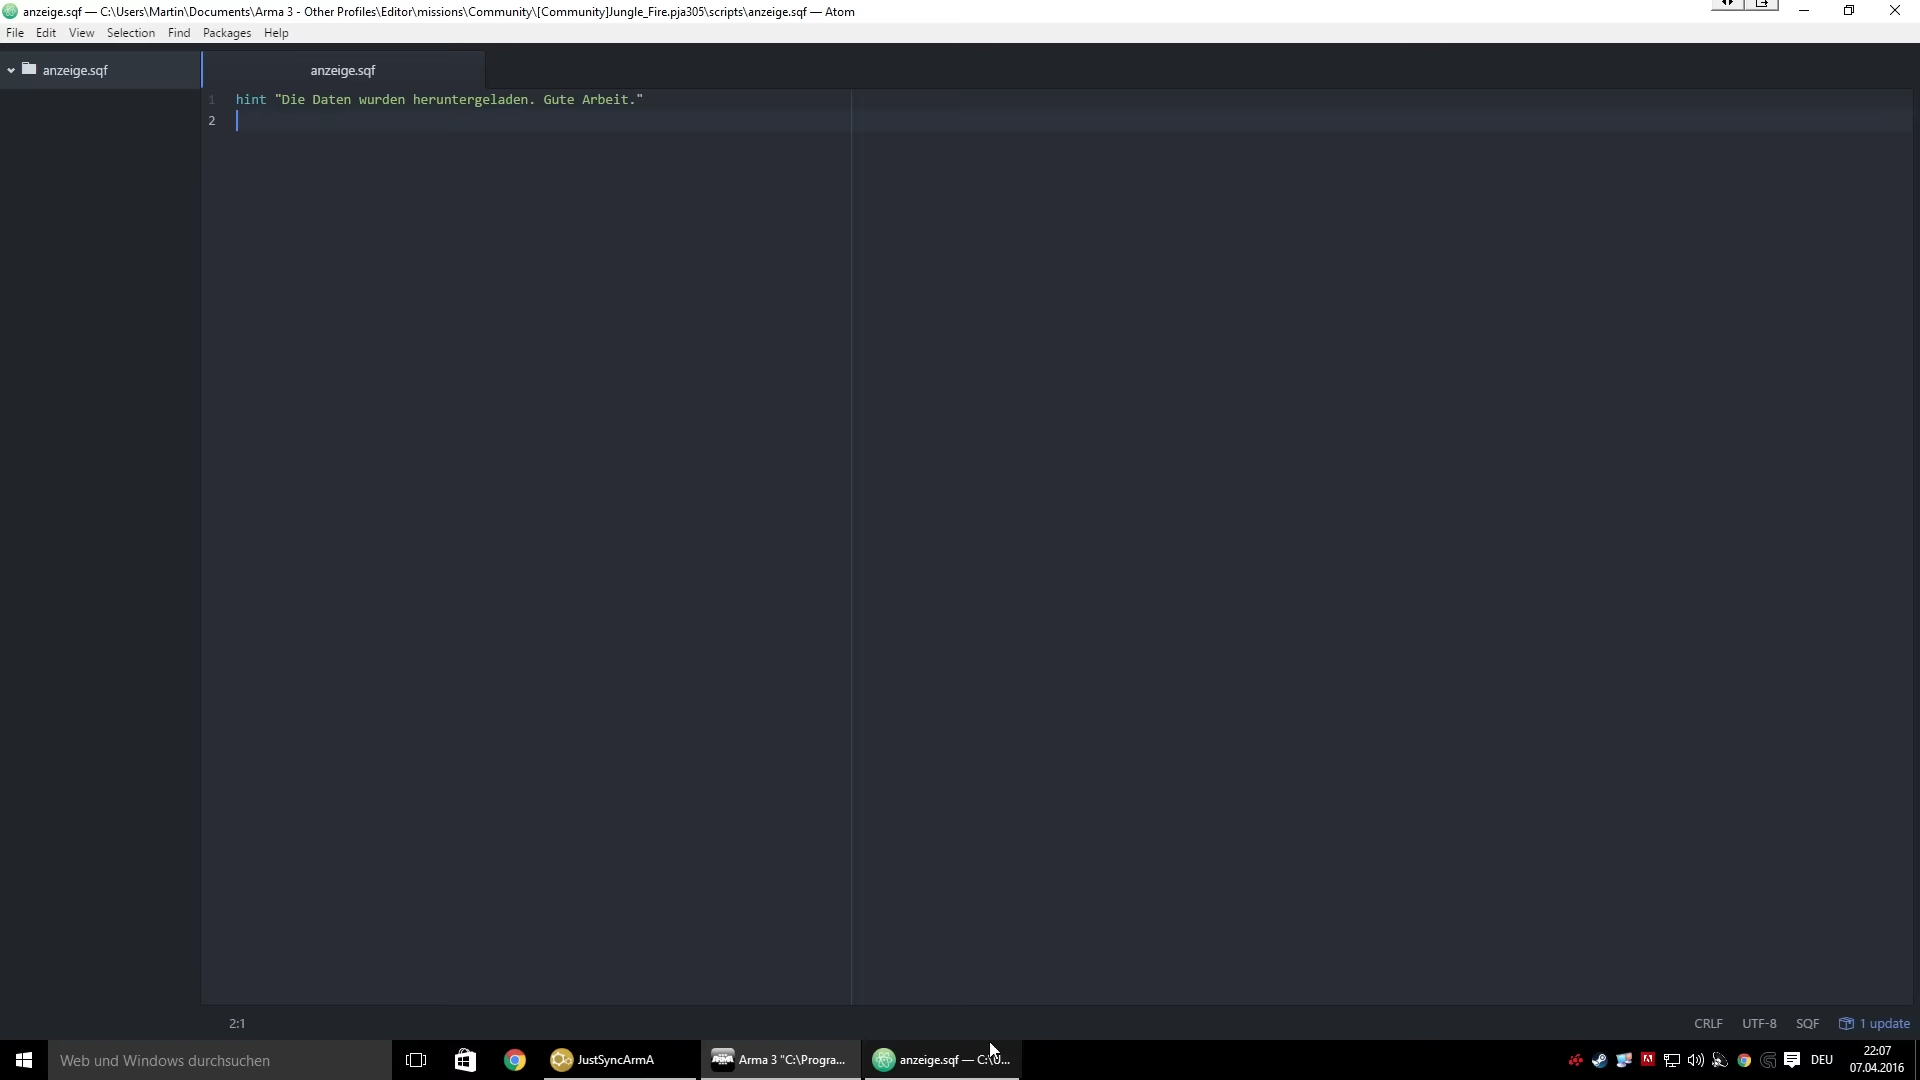 anzeige.sqf — C:\Users\Martin\Documents\Arma 3 - Other Profiles\Editor\missions\Community\[Community]Jungle_Fire.pja305\scripts\anzeige.sqf — Atom
File Edit View Selection Find Packages Help
anzeige.sqf
anzeige.sqf
1 hint "Die Daten wurden heruntergeladen. Gute Arbeit."
2
2:1 CRLF UTF-8 SQF 1 update
Web und Windows durchsuchen
JustSyncArmA
Arma 3 "C:\Progra...
anzeige.sqf — C:\U...
DEU
22:07
07.04.2016